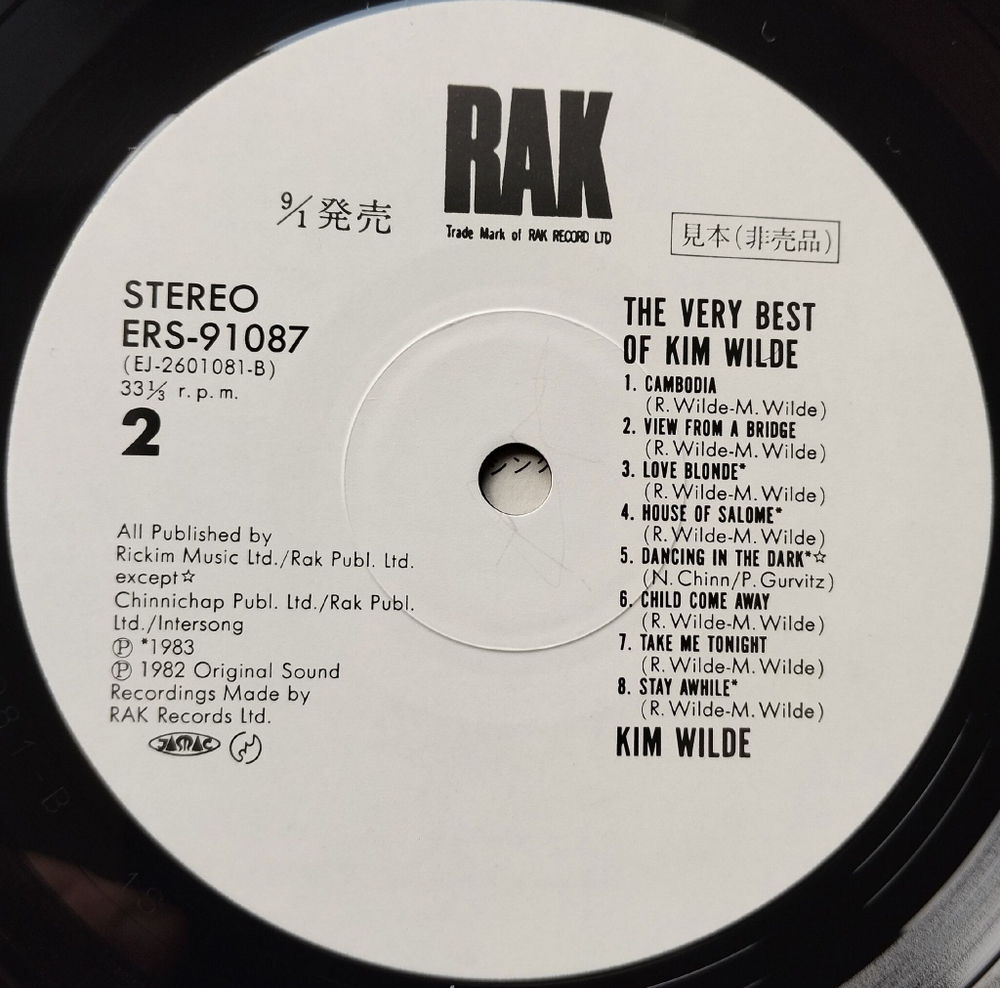 RAK
Trade Mark of RAK RECORD LTD
9/1 発売
見本(非売品)
STEREO
ERS-91087
(EJ-2601081-B)
33⅓ r.p.m.
2
All Published by
Rickim Music Ltd./Rak Publ. Ltd.
except☆
Chinnichap Publ. Ltd./Rak Publ.
Ltd./Intersong
Ⓟ *1983
Ⓟ 1982 Original Sound
Recordings Made by
RAK Records Ltd.
JASRAC
THE VERY BEST
OF KIM WILDE
1. CAMBODIA
(R.Wilde-M.Wilde)
2. VIEW FROM A BRIDGE
(R.Wilde-M.Wilde)
3. LOVE BLONDE*
(R.Wilde-M.Wilde)
4. HOUSE OF SALOME*
(R.Wilde-M.Wilde)
5. DANCING IN THE DARK*☆
(N.Chinn/P.Gurvitz)
6. CHILD COME AWAY
(R.Wilde-M.Wilde)
7. TAKE ME TONIGHT
(R.Wilde-M.Wilde)
8. STAY AWHILE*
(R.Wilde-M.Wilde)
KIM WILDE